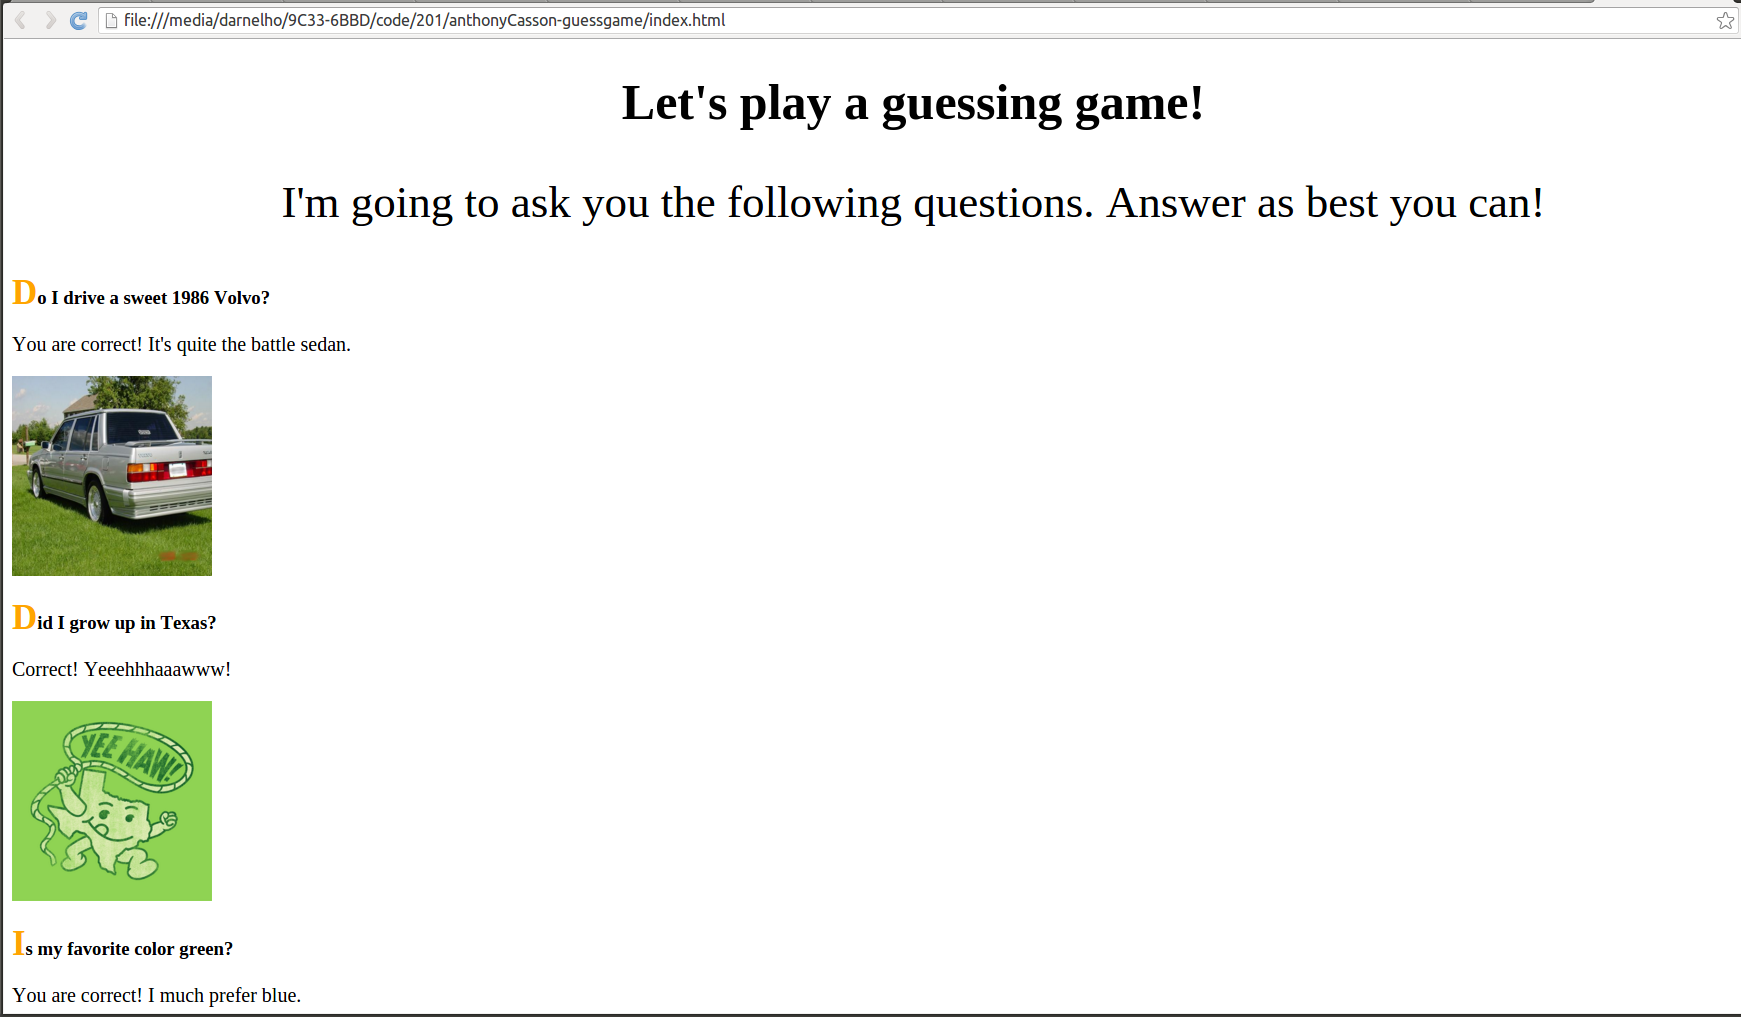 file:///media/darnelho/9C33-6BBD/code/201/anthonyCasson-guessgame/index.html
Let's play a guessing game!
I'm going to ask you the following questions. Answer as best you can!
Do I drive a sweet 1986 Volvo?
You are correct! It's quite the battle sedan.
Did I grow up in Texas?
Correct! Yeeehhhaaawww!
YEE HAW!
Is my favorite color green?
You are correct! I much prefer blue.